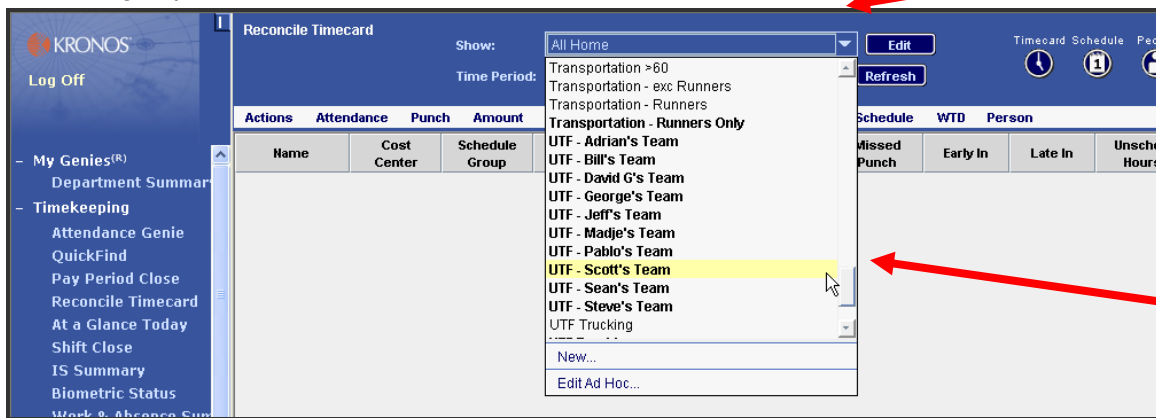 KRONOS
Log Off
Reconcile Timecard
Show:
All Home
Edit
Time Period:
Refresh
Timecard Schedule
Actions Attendance Punch Amount Schedule WTD Person
Name
Cost Center
Schedule Group
Missed Punch
Early In
Late In
Transportation >60
Transportation - exc Runners
Transportation - Runners
Transportation - Runners Only
UTF - Adrian's Team
UTF - Bill's Team
UTF - David G's Team
UTF - George's Team
UTF - Jeff's Team
UTF - Madje's Team
UTF - Pablo's Team
UTF - Scott's Team
UTF - Sean's Team
UTF - Steve's Team
UTF Trucking
New...
Edit Ad Hoc...
– My Genies(R)
Department Summar
– Timekeeping
Attendance Genie
QuickFind
Pay Period Close
Reconcile Timecard
At a Glance Today
Shift Close
IS Summary
Biometric Status